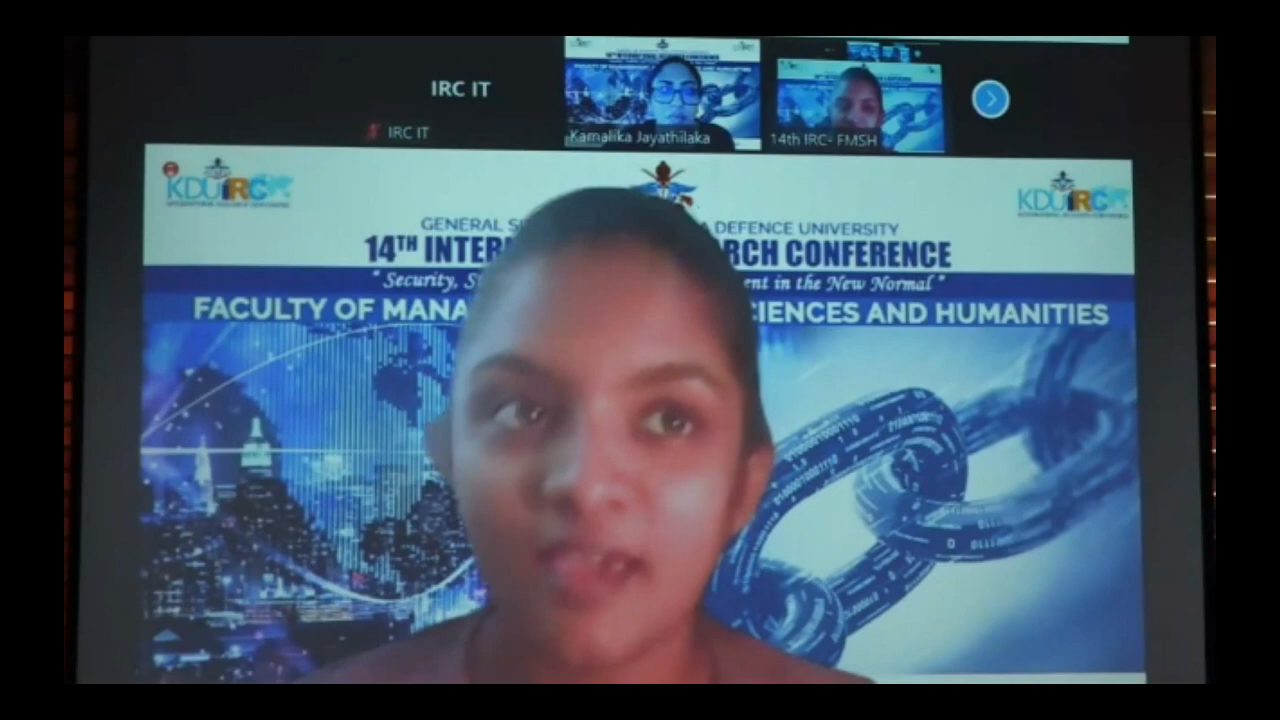 IRC IT
IRC IT
Kamalika Jayathilaka
14th IRC- FMSH
KDU IRC
KDU IRC
GENERAL DEFENCE UNIVERSITY
14TH INTER RCH CONFERENCE
"Security, S ent in the New Normal"
FACULTY OF MANA CIENCES AND HUMANITIES